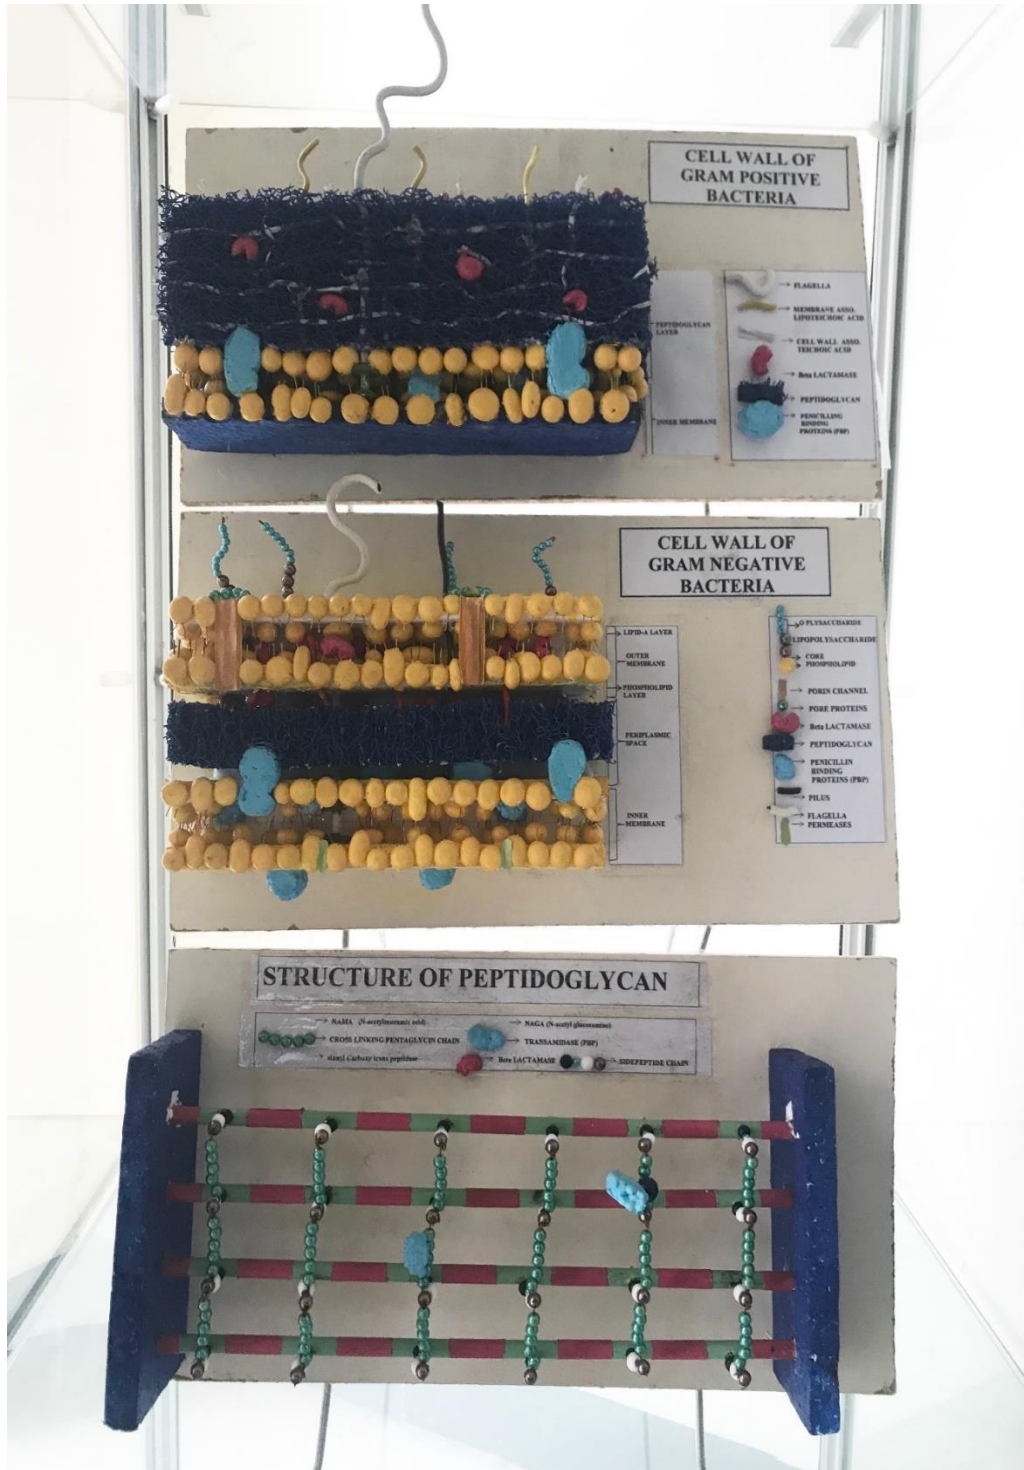 CELL WALL OF
GRAM POSITIVE
BACTERIA
PEPTIDOGLYCAN
LAYER
INNER MEMBRANE
FLAGELLA
MEMBRANE ASSO.
LIPOTEICHOIC ACID
CELL WALL ASSO.
TEICHOIC ACID
Beta LACTAMASE
PEPTIDOGLYCAN
PENICILLING
BINDING
PROTEINS (PBP)
CELL WALL OF
GRAM NEGATIVE
BACTERIA
LIPID-A LAYER
OUTER
MEMBRANE
PHOSPHOLIPID
LAYER
PERIPLASMIC
SPACE
INNER
MEMBRANE
O PLYSACCHARIDE
LIPOPOLYSACCHARIDE
CORE
PHOSPHOLIPID
PORIN CHANNEL
PORE PROTEINS
Beta LACTAMASE
PEPTIDOGLYCAN
PENICILLIN
BINDING
PROTEINS (PBP)
PILUS
FLAGELLA
PERMEASES
STRUCTURE OF PEPTIDOGLYCAN
NAMA (N-acetylmuramic acid) NAGA (N-acetyl glucosamine)
CROSS LINKING PENTAGLYCIN CHAIN TRANSAMIDASE (PBP)
Beta LACTAMASE SIDEPEPTIDE CHAIN